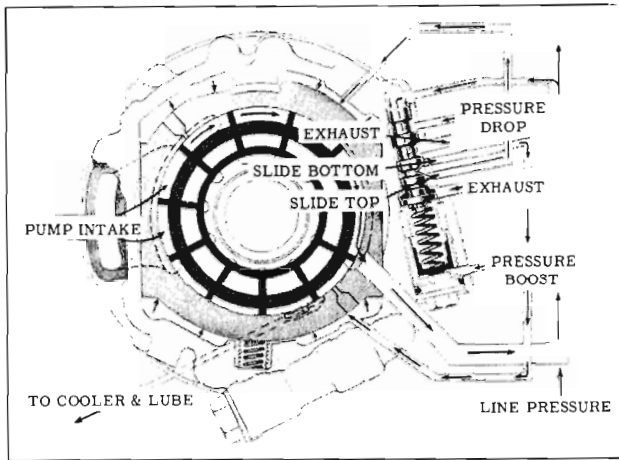 EXHAUST
PRESSURE
DROP
SLIDE BOTTOM
SLIDE TOP
EXHAUST
PUMP INTAKE
PRESSURE
BOOST
TO COOLER & LUBE
LINE PRESSURE